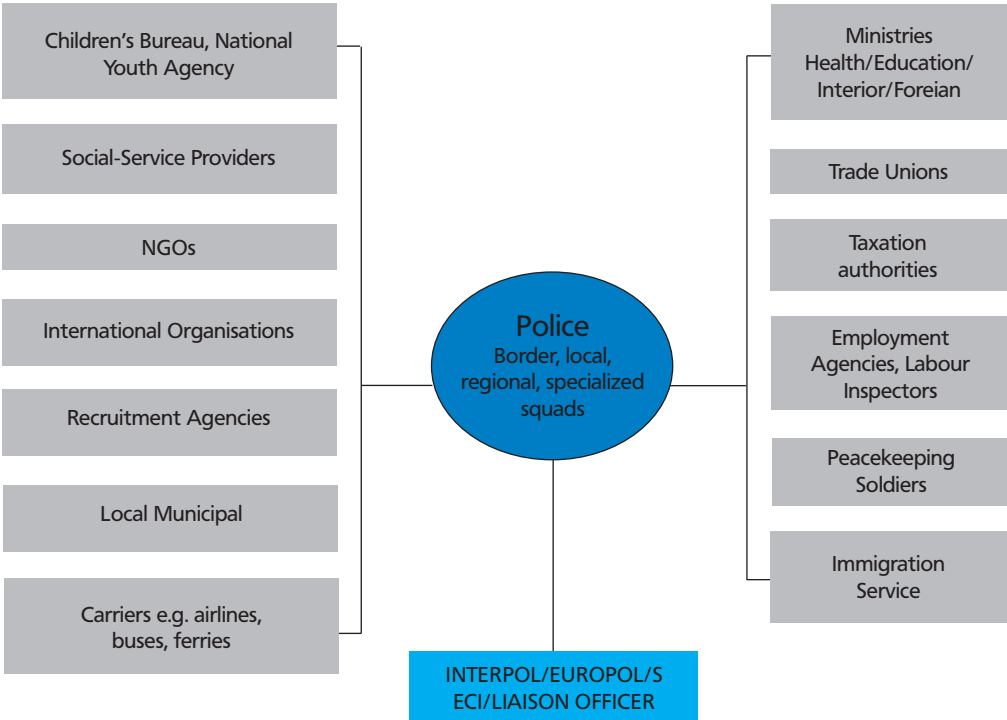 Children's Bureau, National
Youth Agency
Social-Service Providers
NGOs
International Organisations
Recruitment Agencies
Local Municipal
Carriers e.g. airlines,
buses, ferries
Police
Border, local,
regional, specialized
squads
INTERPOL/EUROPOL/S
ECI/LIAISON OFFICER
Ministries
Health/Education/
Interior/Foreian
Trade Unions
Taxation
authorities
Employment
Agencies, Labour
Inspectors
Peacekeeping
Soldiers
Immigration
Service